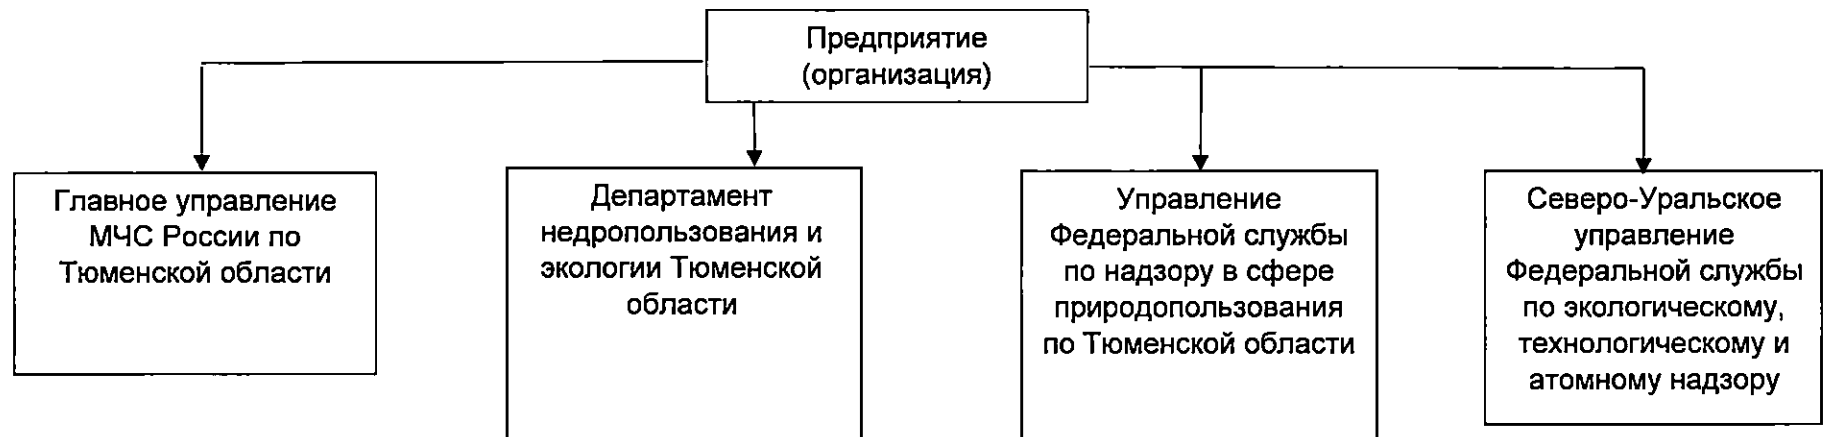 Предприятие
(организация)
Главное управление
МЧС России по
Тюменской области
Департамент
недропользования и
экологии Тюменской
области
Управление
Федеральной службы
по надзору в сфере
природопользования
по Тюменской области
Северо-Уральское
управление
Федеральной службы
по экологическому,
технологическому и
атомному надзору